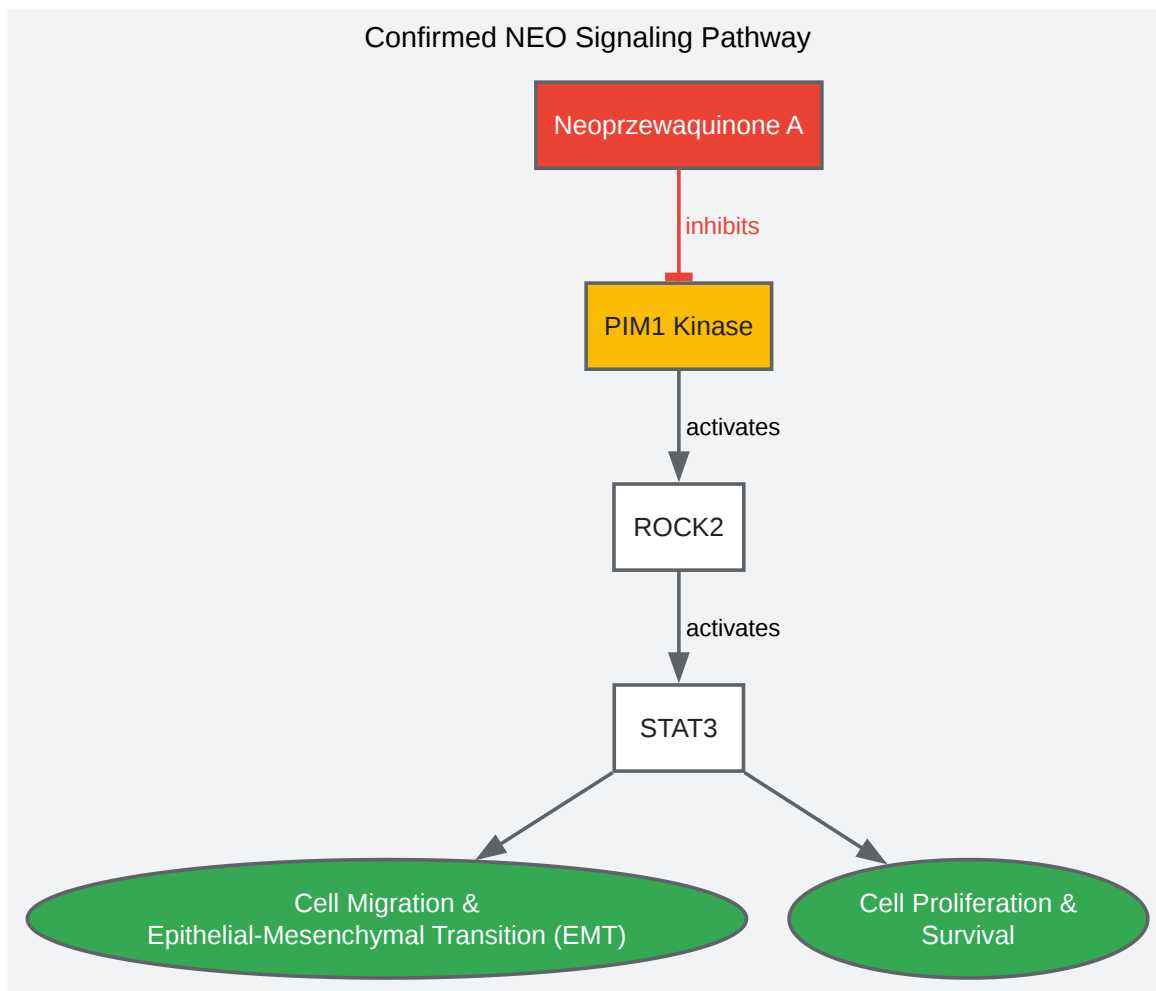 Confirmed NEO Signaling Pathway
Neoprzewaquinone A
inhibits
PIM1 Kinase
activates
ROCK2
activates
STAT3
Cell Migration &
Epithelial-Mesenchymal Transition (EMT)
Cell Proliferation &
Survival